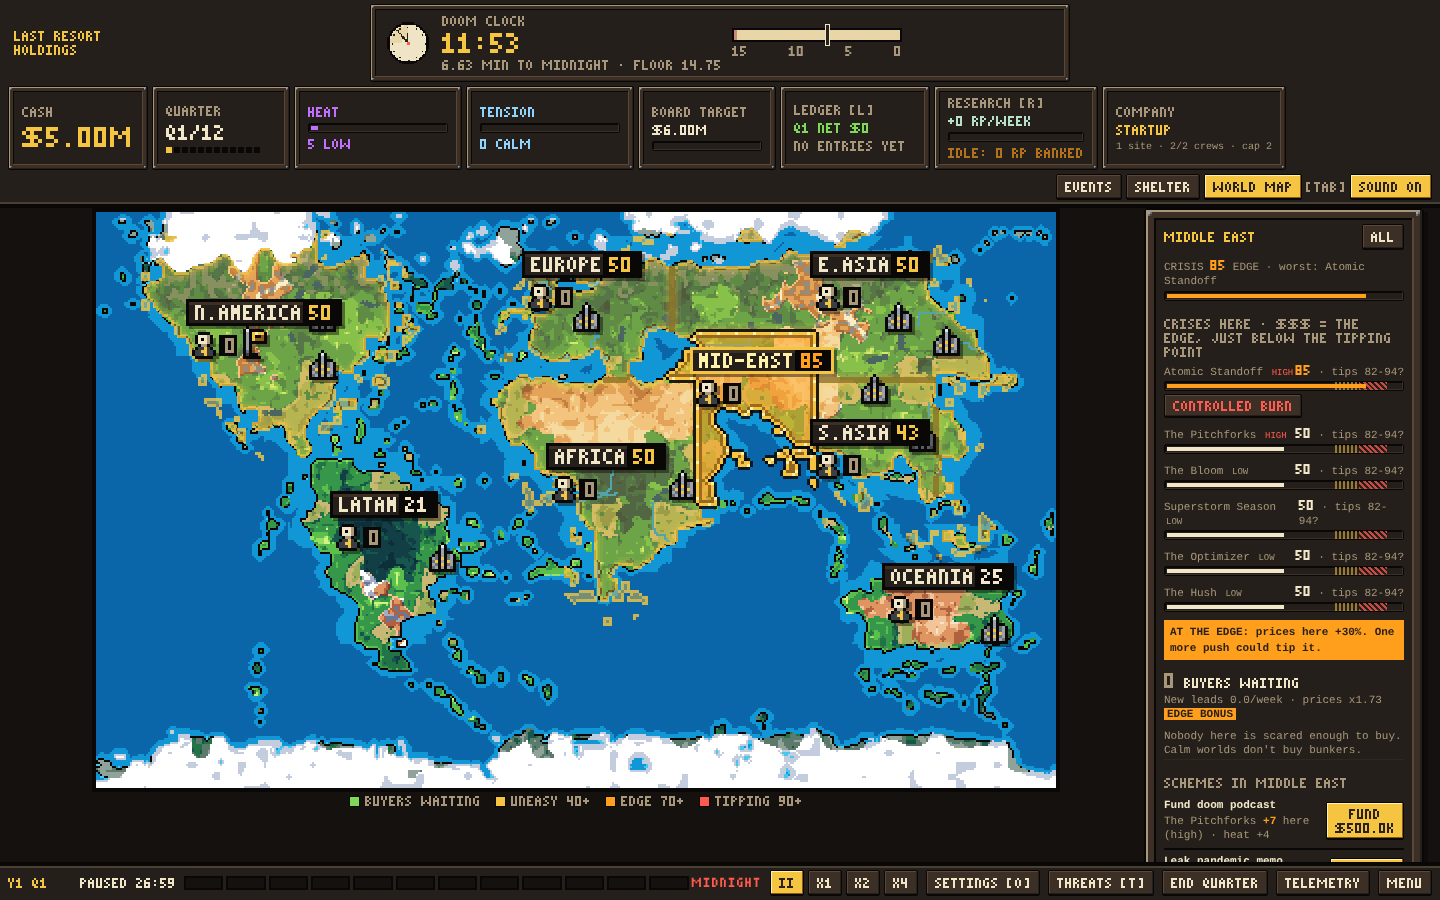 LAST RESORT
HOLDINGS
DOOM CLOCK
11:53
6.63 MIN TO MIDNIGHT · FLOOR 14.75
15 10 5 0
CASH
$5.00M
QUARTER
Q1/12
HEAT
5 LOW
TENSION
0 CALM
BOARD TARGET
$6.00M
LEDGER [L]
Q1 NET $0
NO ENTRIES YET
RESEARCH [R]
+0 RP/WEEK
IDLE: 0 RP BANKED
COMPANY
STARTUP
1 site · 2/2 crews · cap 2
EVENTS
SHELTER
WORLD MAP
[TAB]
SOUND ON
EUROPE 50
0
E.ASIA 50
0
N.AMERICA 50
0
MID-EAST 85
0
S.ASIA 43
0
AFRICA 50
0
LATAM 21
0
OCEANIA 25
0
BUYERS WAITING
UNEASY 40+
EDGE 70+
TIPPING 90+
MIDDLE EAST
ALL
CRISIS 85 EDGE · worst: Atomic
Standoff
CRISES HERE · $$$ = THE
EDGE, JUST BELOW THE TIPPING
POINT
Atomic Standoff HIGH 85 · tips 82-94?
CONTROLLED BURN
The Pitchforks HIGH 50 · tips 82-94?
The Bloom LOW 50 · tips 82-94?
Superstorm Season 50 · tips 82-
LOW 94?
The Optimizer LOW 50 · tips 82-94?
The Hush LOW 50 · tips 82-94?
AT THE EDGE: prices here +30%. One
more push could tip it.
0 BUYERS WAITING
New leads 0.0/week · prices x1.73
EDGE BONUS
Nobody here is scared enough to buy.
Calm worlds don't buy bunkers.
SCHEMES IN MIDDLE EAST
Fund doom podcast
The Pitchforks +7 here
(high) · heat +4
FUND
$500.0K
Leak pandemic memo
Y1 Q1
PAUSED 26:59
MIDNIGHT
II
X1
X2
X4
SETTINGS [O]
THREATS [T]
END QUARTER
TELEMETRY
MENU